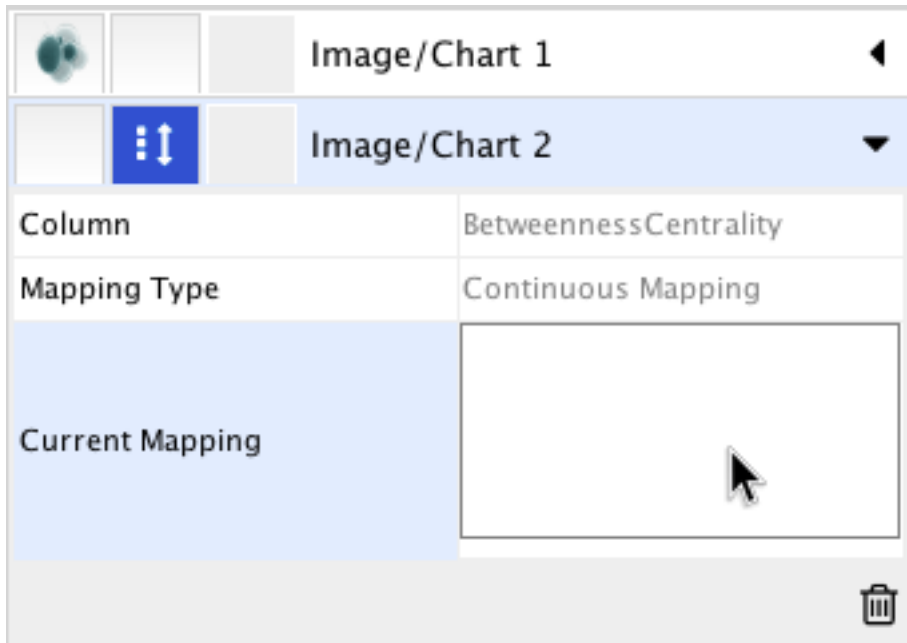 Image/Chart 1
Image/Chart 2
Column BetweennessCentrality
Mapping Type Continuous Mapping
Current Mapping